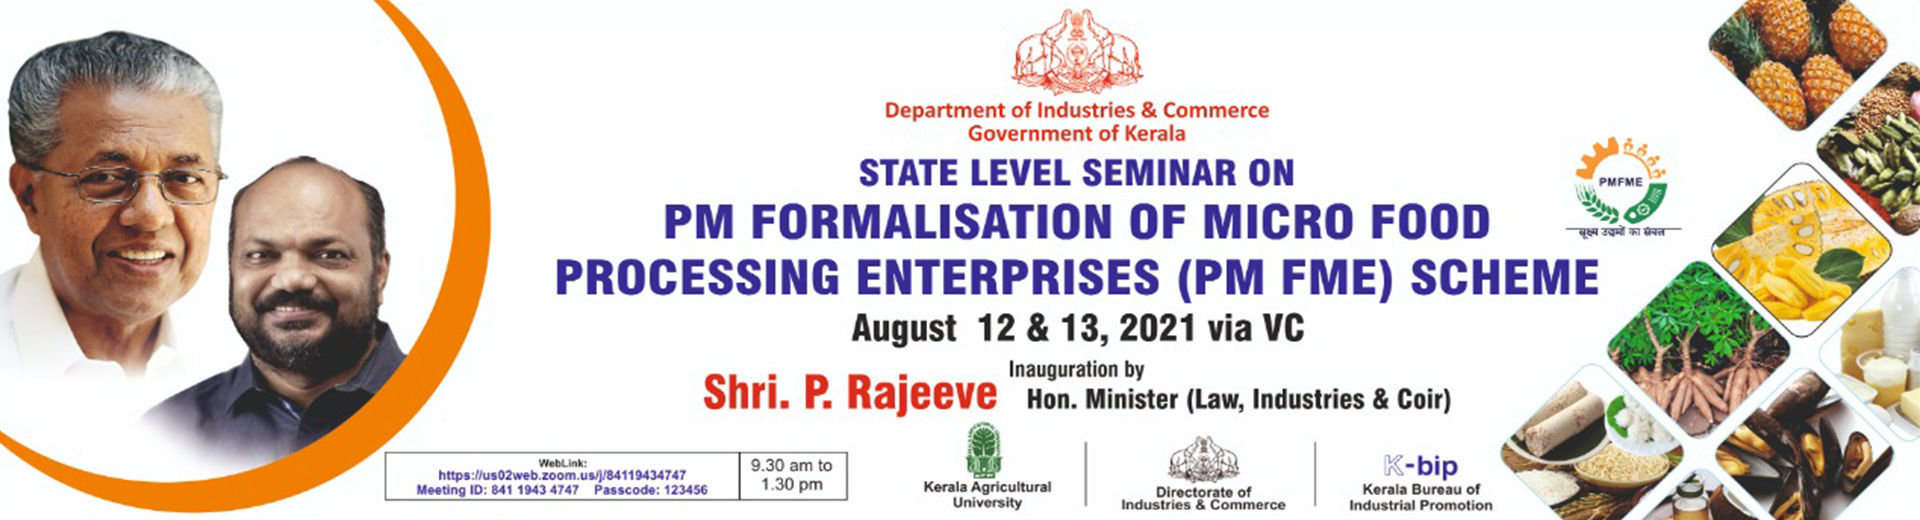 Department of Industries & Commerce
Government of Kerala
STATE LEVEL SEMINAR ON
PM FORMALISATION OF MICRO FOOD
PROCESSING ENTERPRISES (PM FME) SCHEME
August 12 & 13, 2021 via VC
Inauguration by
Shri. P. Rajeeve Hon. Minister (Law, Industries & Coir)
PMFME
सूक्ष्म उद्यमों का संबल
WebLink:
https://us02web.zoom.us/j/84119434747
Meeting ID: 841 1943 4747 Passcode: 123456
9.30 am to
1.30 pm
Kerala Agricultural
University
Directorate of
Industries & Commerce
K-bip
Kerala Bureau of
Industrial Promotion